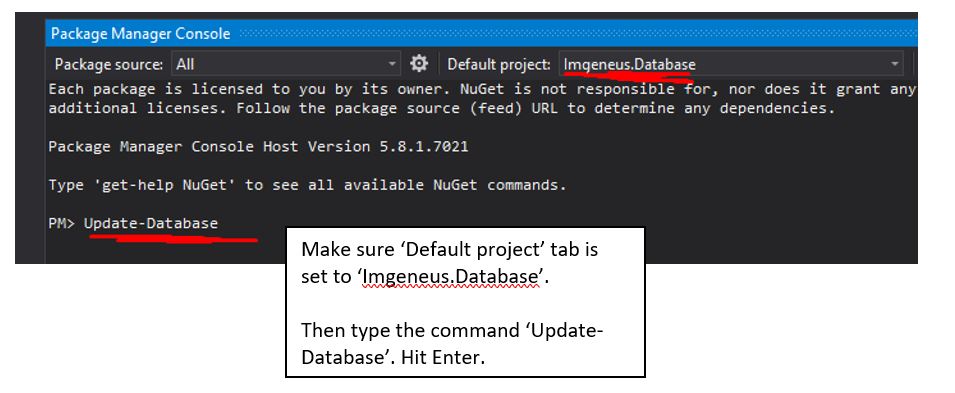 Package Manager Console
Package source: All Default project: Imgeneus.Database
Each package is licensed to you by its owner. NuGet is not responsible for, nor does it grant any
additional licenses. Follow the package source (feed) URL to determine any dependencies.
Package Manager Console Host Version 5.8.1.7021
Type 'get-help NuGet' to see all available NuGet commands.
PM> Update-Database
Make sure ‘Default project’ tab is
set to ‘Imgeneus.Database’.
Then type the command ‘Update-
Database’. Hit Enter.